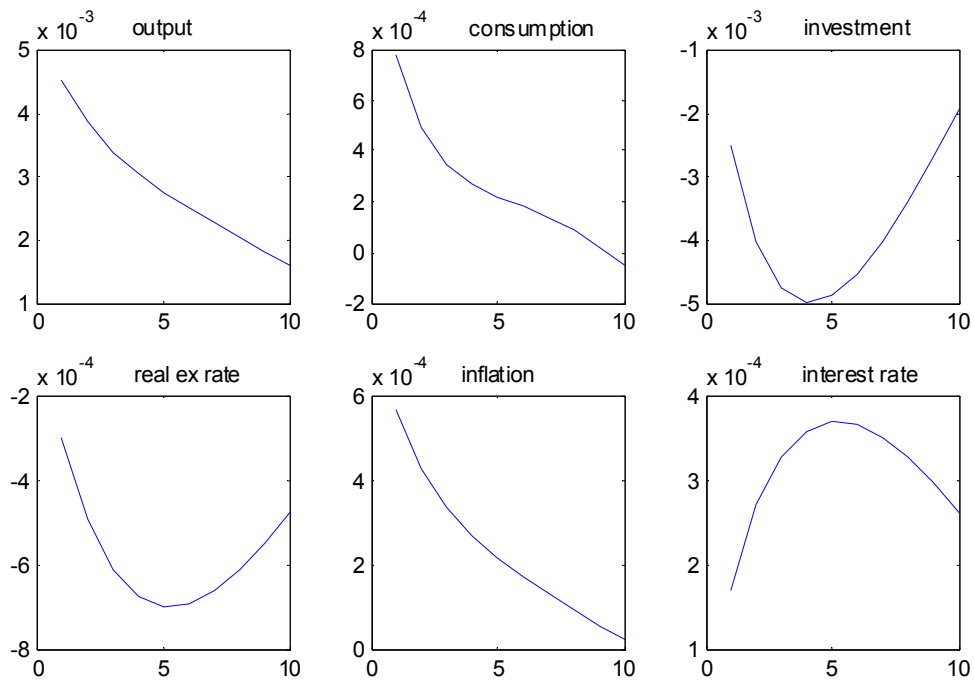 output
x 10^-3
5
4
3
2
1
0 5 10
consumption
x 10^-4
8
6
4
2
0
-2
0 5 10
investment
x 10^-3
-1
-2
-3
-4
-5
0 5 10
real ex rate
x 10^-4
-2
-4
-6
-8
0 5 10
inflation
x 10^-4
6
4
2
0
0 5 10
interest rate
x 10^-4
4
3
2
1
0 5 10